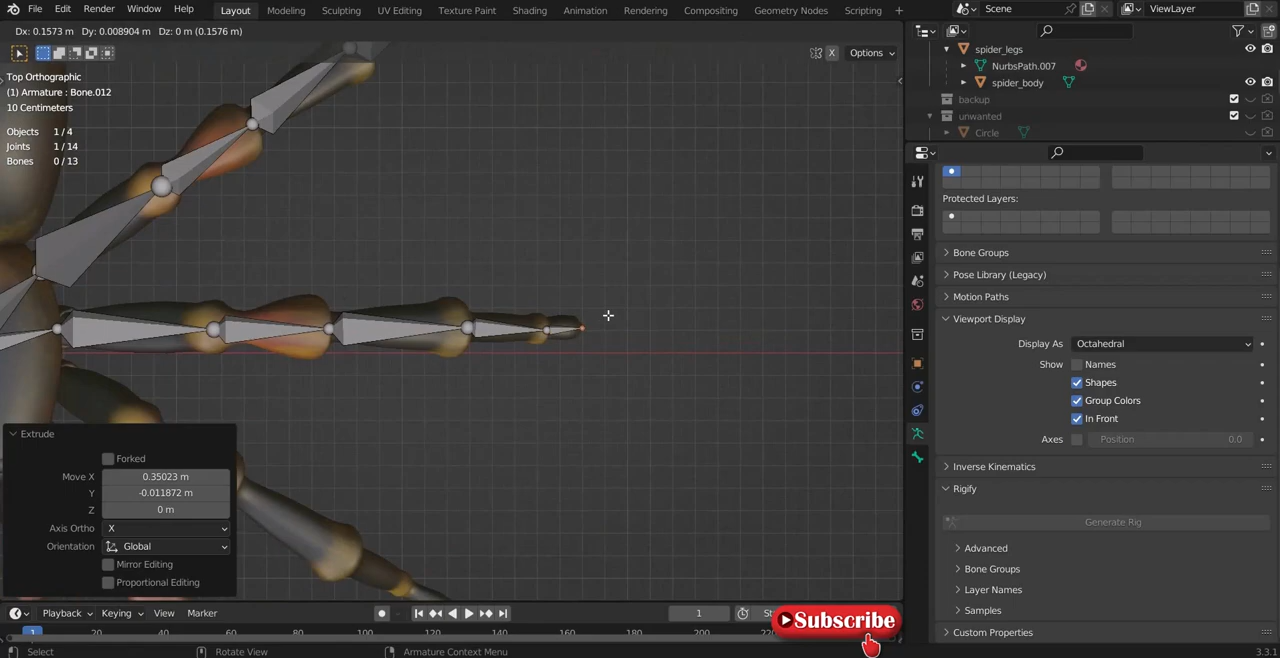 File Edit Render Window Help Layout Modeling Sculpting UV Editing Texture Paint Shading Animation Rendering Compositing Geometry Nodes Scripting + Scene ViewLayer
Dx: 0.1573 m Dy: 0.008904 m Dz: 0 m (0.1576 m)
X Options
Top Orthographic
(1) Armature : Bone.012
10 Centimeters
Objects 1/4
Joints 1/14
Bones 0/13
spider_legs
NurbsPath.007
spider_body
backup
unwanted
Circle
Protected Layers:
Bone Groups
Pose Library (Legacy)
Motion Paths
Viewport Display
Display As Octahedral
Show Names
Shapes
Group Colors
In Front
Axes Position 0.0
Inverse Kinematics
Rigify
Generate Rig
Advanced
Bone Groups
Layer Names
Samples
Custom Properties
Extrude
Forked
Move X 0.35023 m
Y -0.011872 m
Z 0 m
Axis Ortho X
Orientation Global
Mirror Editing
Proportional Editing
Playback Keying View Marker 1
1 20 40 60 80 100 120 140 160 180 200
Subscribe
Select Rotate View Armature Context Menu 3.3.1